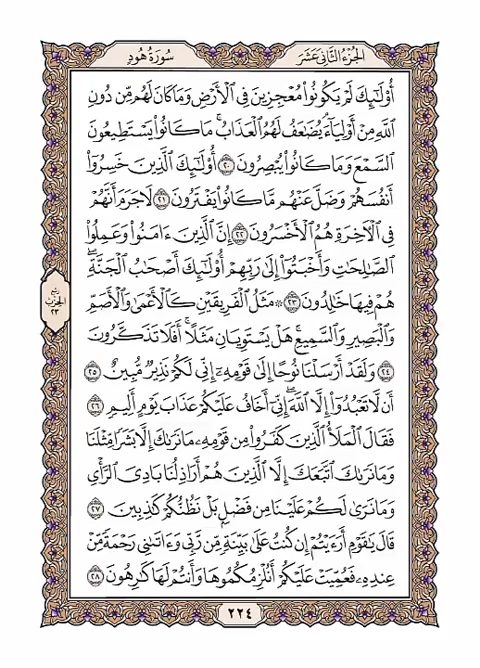 الجزء الثاني عشر
سورة هود
أُوْلَٰٓئِكَ لَمْ يَكُونُواْ مُعْجِزِينَ فِى ٱلْأَرْضِ وَمَا كَانَ لَهُم مِّن دُونِ
ٱللَّهِ مِنْ أَوْلِيَآءَ ۘ يُضَٰعَفُ لَهُمُ ٱلْعَذَابُ ۚ مَا كَانُواْ يَسْتَطِيعُونَ
ٱلسَّمْعَ وَمَا كَانُواْ يُبْصِرُونَ ٢٠ أُوْلَٰٓئِكَ ٱلَّذِينَ خَسِرُوٓاْ
أَنفُسَهُمْ وَضَلَّ عَنْهُم مَّا كَانُواْ يَفْتَرُونَ ٢١ لَا جَرَمَ أَنَّهُمْ
فِى ٱلْأٓخِرَةِ هُمُ ٱلْأَخْسَرُونَ ٢٢ إِنَّ ٱلَّذِينَ ءَامَنُواْ وَعَمِلُواْ
ٱلصَّٰلِحَٰتِ وَأَخْبَتُوٓاْ إِلَىٰ رَبِّهِمْ أُوْلَٰٓئِكَ أَصْحَٰبُ ٱلْجَنَّةِ ۖ
هُمْ فِيهَا خَٰلِدُونَ ٢٣ ۞ مَثَلُ ٱلْفَرِيقَيْنِ كَٱلْأَعْمَىٰ وَٱلْأَصَمِّ
وَٱلْبَصِيرِ وَٱلسَّمِيعِ ۚ هَلْ يَسْتَوِيَانِ مَثَلًا ۚ أَفَلَا تَذَكَّرُونَ
٢٤ وَلَقَدْ أَرْسَلْنَا نُوحًا إِلَىٰ قَوْمِهِۦٓ إِنِّى لَكُمْ نَذِيرٌ مُّبِينٌ ٢٥
أَن لَّا تَعْبُدُوٓاْ إِلَّا ٱللَّهَ ۖ إِنِّىٓ أَخَافُ عَلَيْكُمْ عَذَابَ يَوْمٍ أَلِيمٍ ٢٦
فَقَالَ ٱلْمَلَأُ ٱلَّذِينَ كَفَرُواْ مِن قَوْمِهِۦ مَا نَرَىٰكَ إِلَّا بَشَرًا مِّثْلَنَا
وَمَا نَرَىٰكَ ٱتَّبَعَكَ إِلَّا ٱلَّذِينَ هُمْ أَرَاذِلُنَا بَادِىَ ٱلرَّأْىِ
وَمَا نَرَىٰ لَكُمْ عَلَيْنَا مِن فَضْلٍۭ بَلْ نَظُنُّكُمْ كَٰذِبِينَ ٢٧
قَالَ يَٰقَوْمِ أَرَءَيْتُمْ إِن كُنتُ عَلَىٰ بَيِّنَةٍ مِّن رَّبِّى وَءَاتَىٰنِى رَحْمَةً مِّنْ
عِندِهِۦ فَعُمِّيَتْ عَلَيْكُمْ أَنُلْزِمُكُمُوهَا وَأَنتُمْ لَهَا كَٰرِهُونَ ٢٨
ربع
الحزب
٢٣
٢٢٤